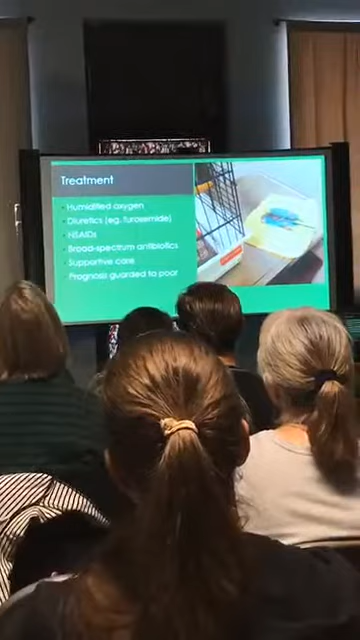 Treatment
• Humidified oxygen
• Diuretics (eg. furosemide)
• NSAIDs
• Broad-spectrum antibiotics
• Supportive care
• Prognosis guarded to poor